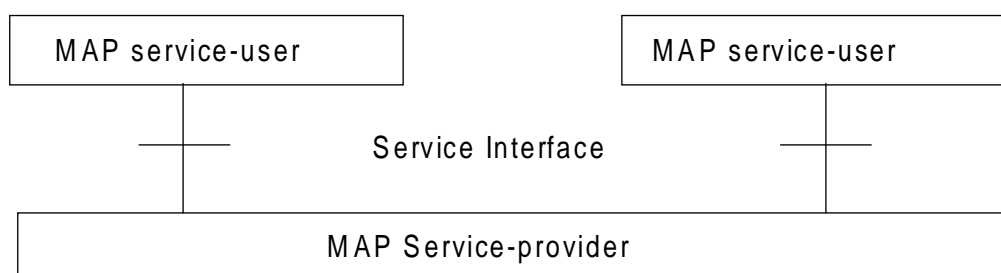 MAP service-user
MAP service-user
Service Interface
MAP Service-provider